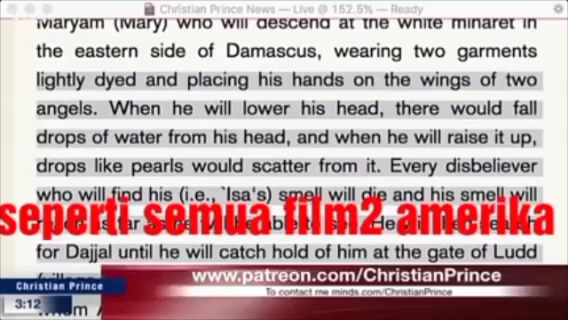 Christian Prince News — Live @ 152.5% — Ready
Maryam (Mary) who will descend at the white minaret in
the eastern side of Damascus, wearing two garments
lightly dyed and placing his hands on the wings of two
angels. When he will lower his head, there would fall
drops of water from his head, and when he will raise it up,
drops like pearls would scatter from it. Every disbeliever
who will find his (i.e., `Isa's) smell will die and his smell will
seperti semua film2 amerika
for Dajjal until he will catch hold of him at the gate of Ludd
www.patreon.com/ChristianPrince
Christian Prince
To contact me minds.com/ChristianPrince
3:12